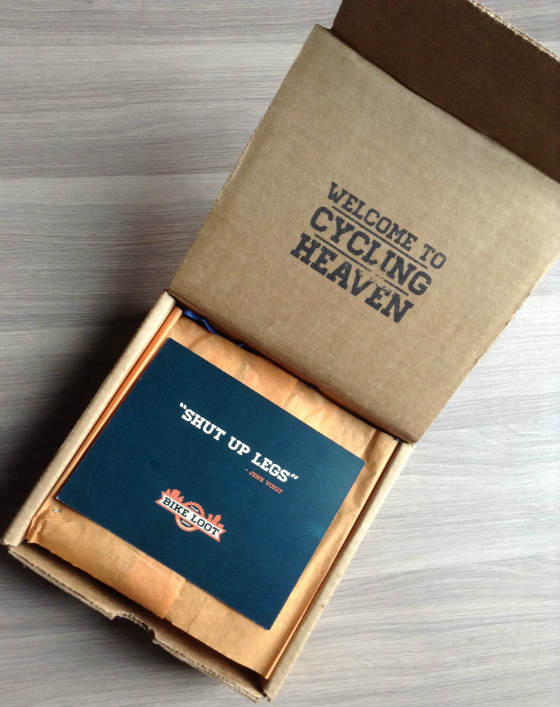 WELCOME TO
CYCLING
HEAVEN
“SHUT UP LEGS”
- JENS VOIGT
BIKE LOOT